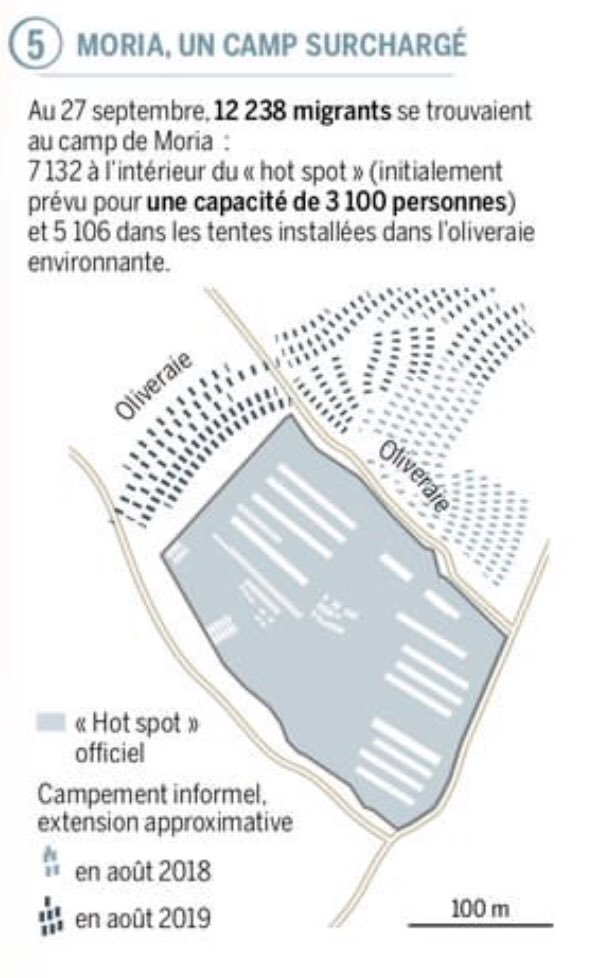 5 MORIA, UN CAMP SURCHARGÉ
Au 27 septembre, 12 238 migrants se trouvaient
au camp de Moria :
7 132 à l'intérieur du « hot spot » (initialement
prévu pour une capacité de 3 100 personnes)
et 5 106 dans les tentes installées dans l'oliveraie
environnante.
Oliveraie
Oliveraie
« Hot spot »
officiel
Campement informel,
extension approximative
en août 2018
en août 2019
100 m